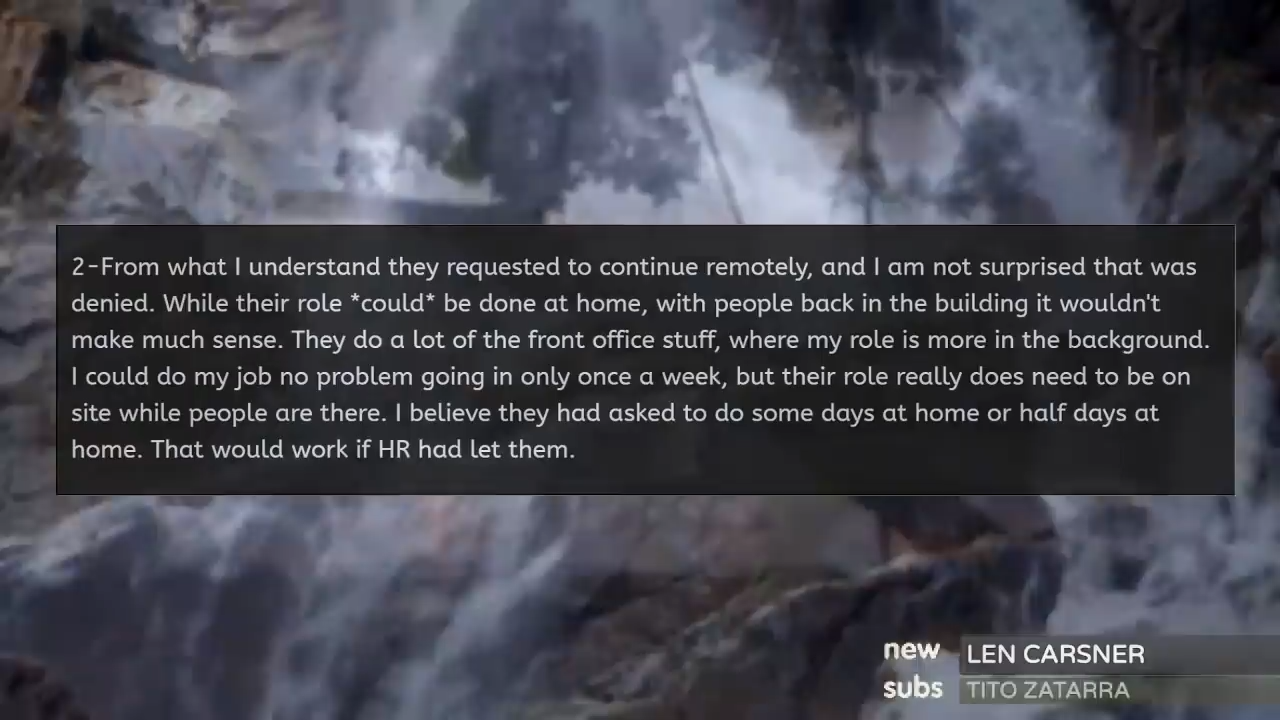 2-From what I understand they requested to continue remotely, and I am not surprised that was
denied. While their role *could* be done at home, with people back in the building it wouldn't
make much sense. They do a lot of the front office stuff, where my role is more in the background.
I could do my job no problem going in only once a week, but their role really does need to be on
site while people are there. I believe they had asked to do some days at home or half days at
home. That would work if HR had let them.
new
subs
LEN CARSNER
TITO ZATARRA